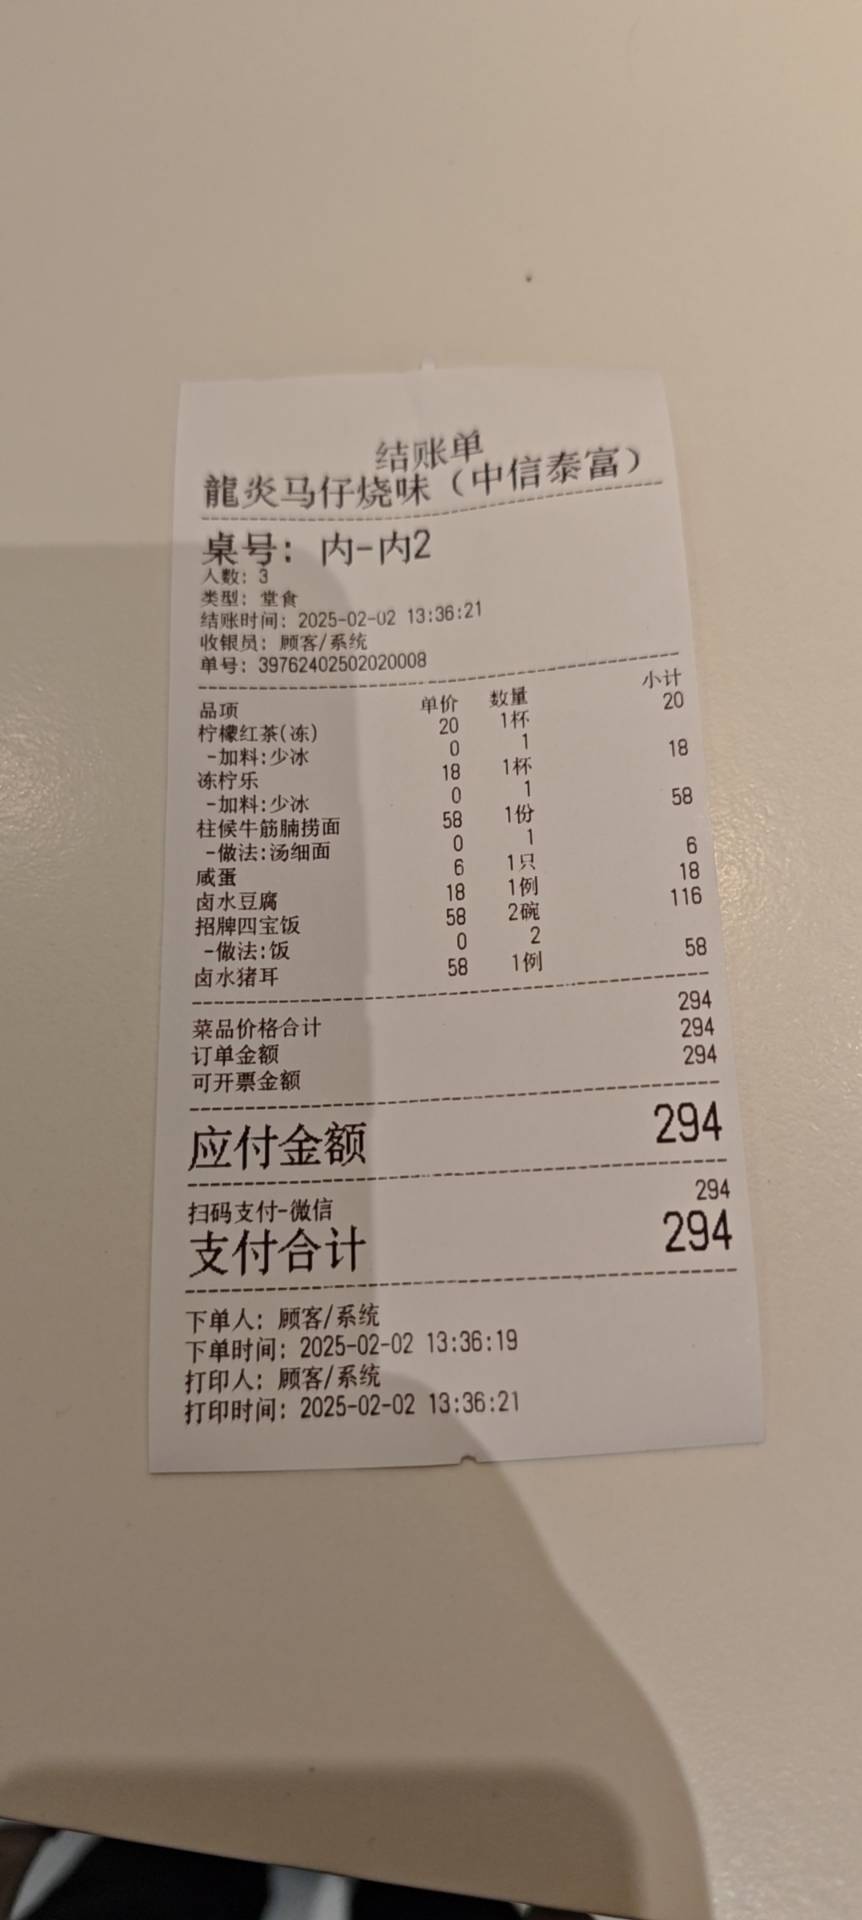 结账单
龍炎马仔烧味（中信泰富）
桌号: 内-内2
人数: 3
类型: 堂食
结账时间: 2025-02-02 13:36:21
收银员: 顾客/系统
单号: 39762402502020008
品项 单价 数量 小计
柠檬红茶(冻) 20 1杯 20
-加料:少冰 0 1
冻柠乐 18 1杯 18
-加料:少冰 0 1
柱候牛筋腩捞面 58 1份 58
-做法:汤细面 0 1
咸蛋 6 1只 6
卤水豆腐 18 1例 18
招牌四宝饭 58 2碗 116
-做法:饭 0 2
卤水猪耳 58 1例 58
菜品价格合计 294
订单金额 294
可开票金额 294
应付金额 294
扫码支付-微信 294
支付合计 294
下单人: 顾客/系统
下单时间: 2025-02-02 13:36:19
打印人: 顾客/系统
打印时间: 2025-02-02 13:36:21